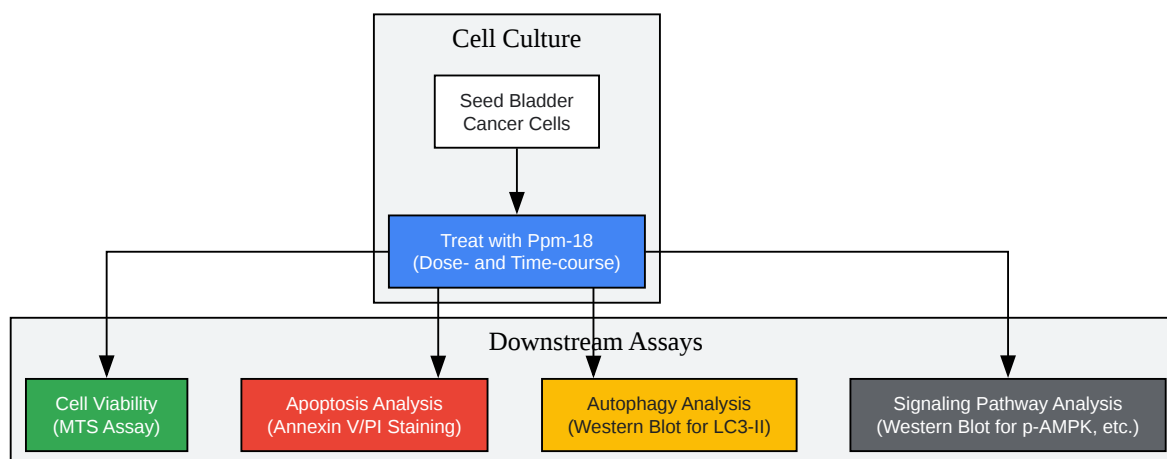 Cell Culture
Seed Bladder
Cancer Cells
Treat with Ppm-18
(Dose- and Time-course)
Downstream Assays
Cell Viability
(MTS Assay)
Apoptosis Analysis
(Annexin V/PI Staining)
Autophagy Analysis
(Western Blot for LC3-II)
Signaling Pathway Analysis
(Western Blot for p-AMPK, etc.)